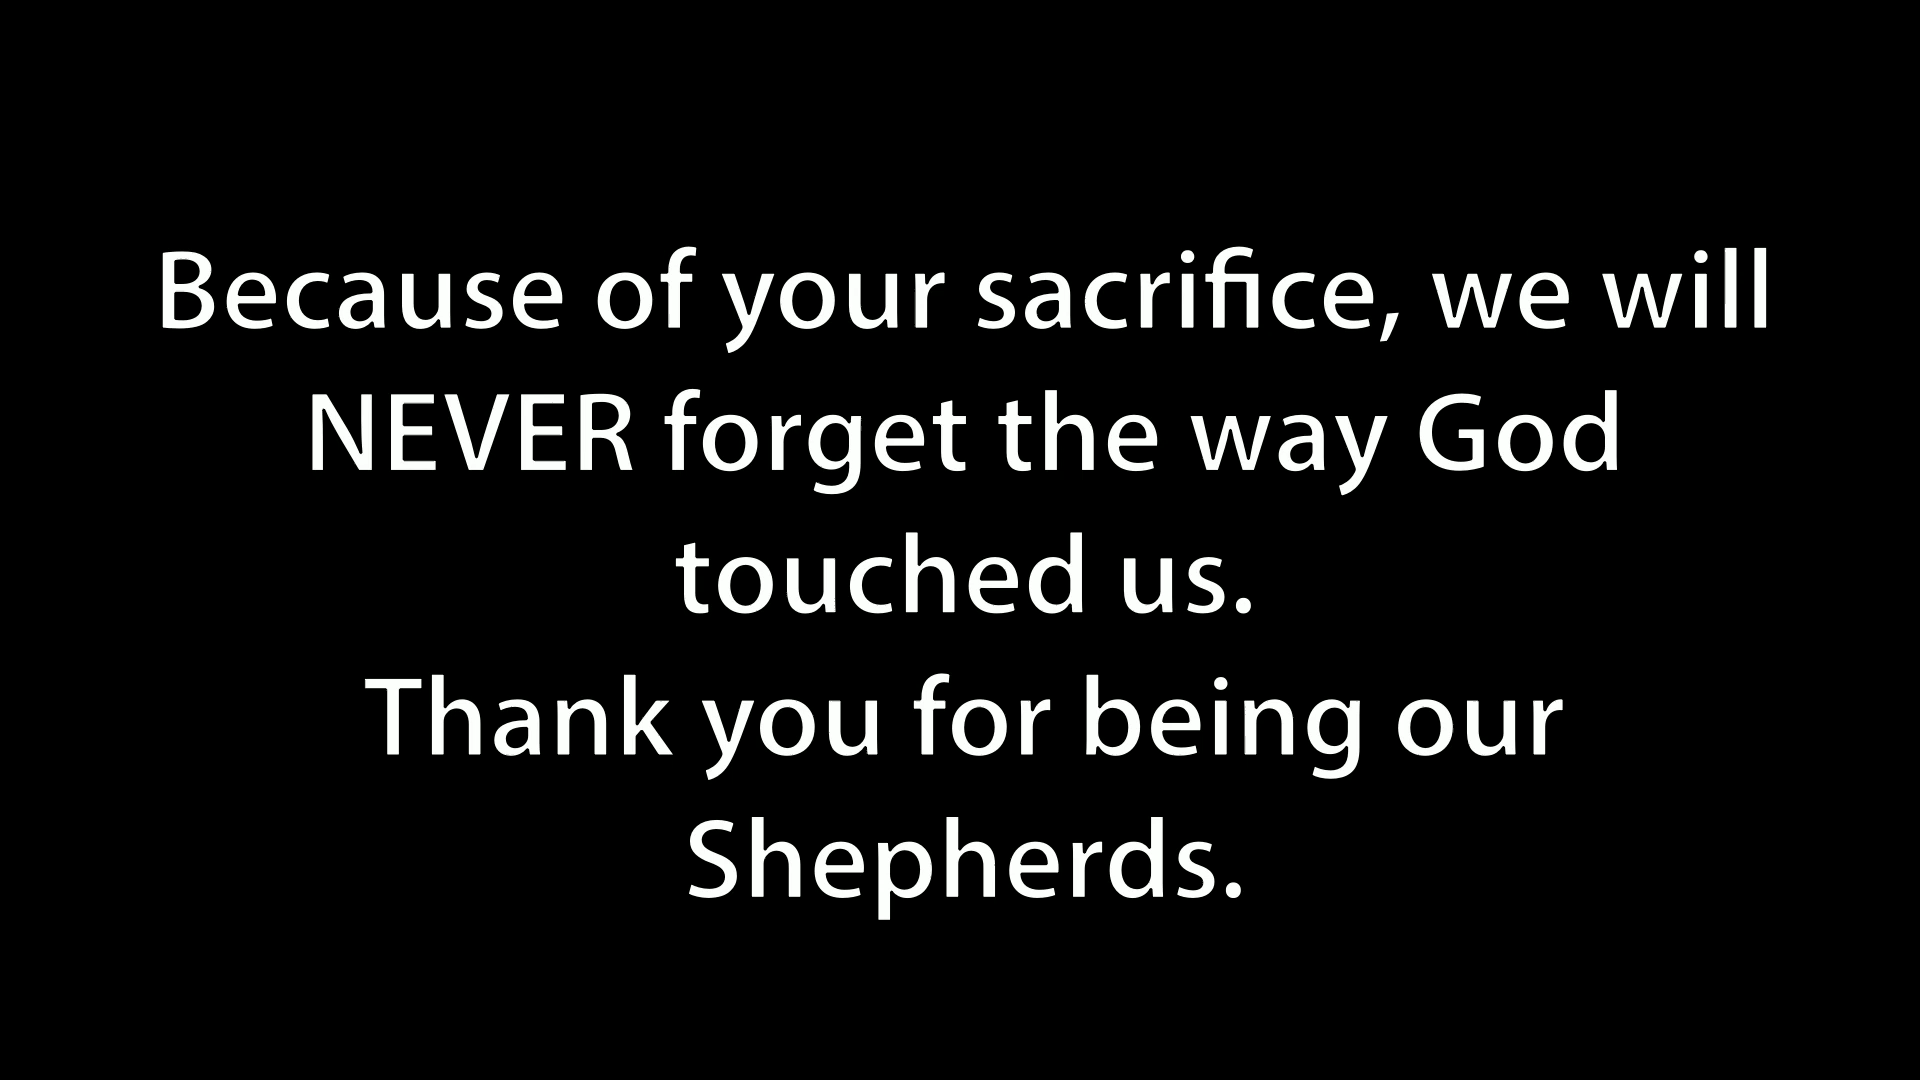 Because of your sacrifice, we will
NEVER forget the way God
touched us.
Thank you for being our
Shepherds.